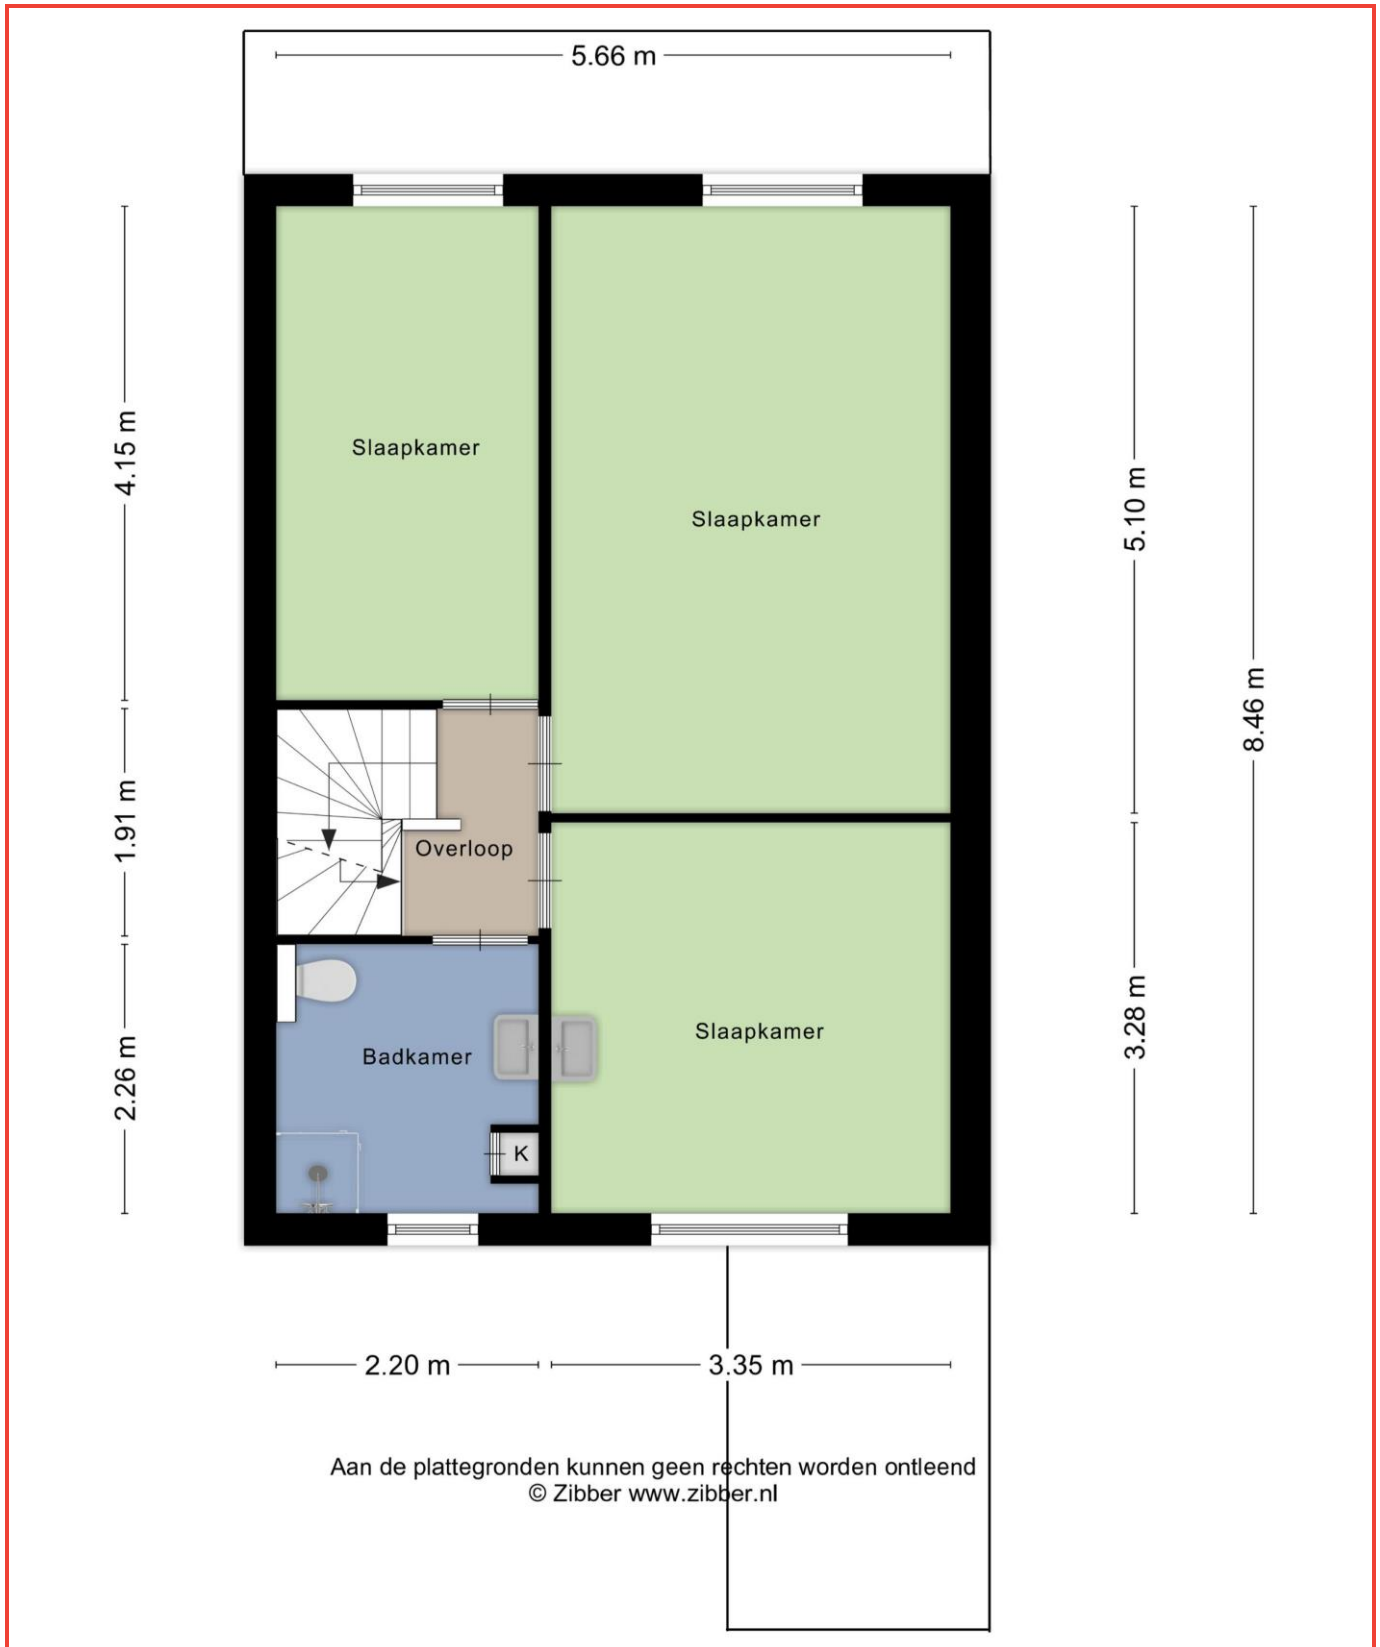 5.66 m
4.15 m
Slaapkamer
Slaapkamer
5.10 m
8.46 m
1.91 m
Overloop
2.26 m
Badkamer
Slaapkamer
3.28 m
K
2.20 m
3.35 m
Aan de plattegronden kunnen geen rechten worden ontleend
© Zibber www.zibber.nl